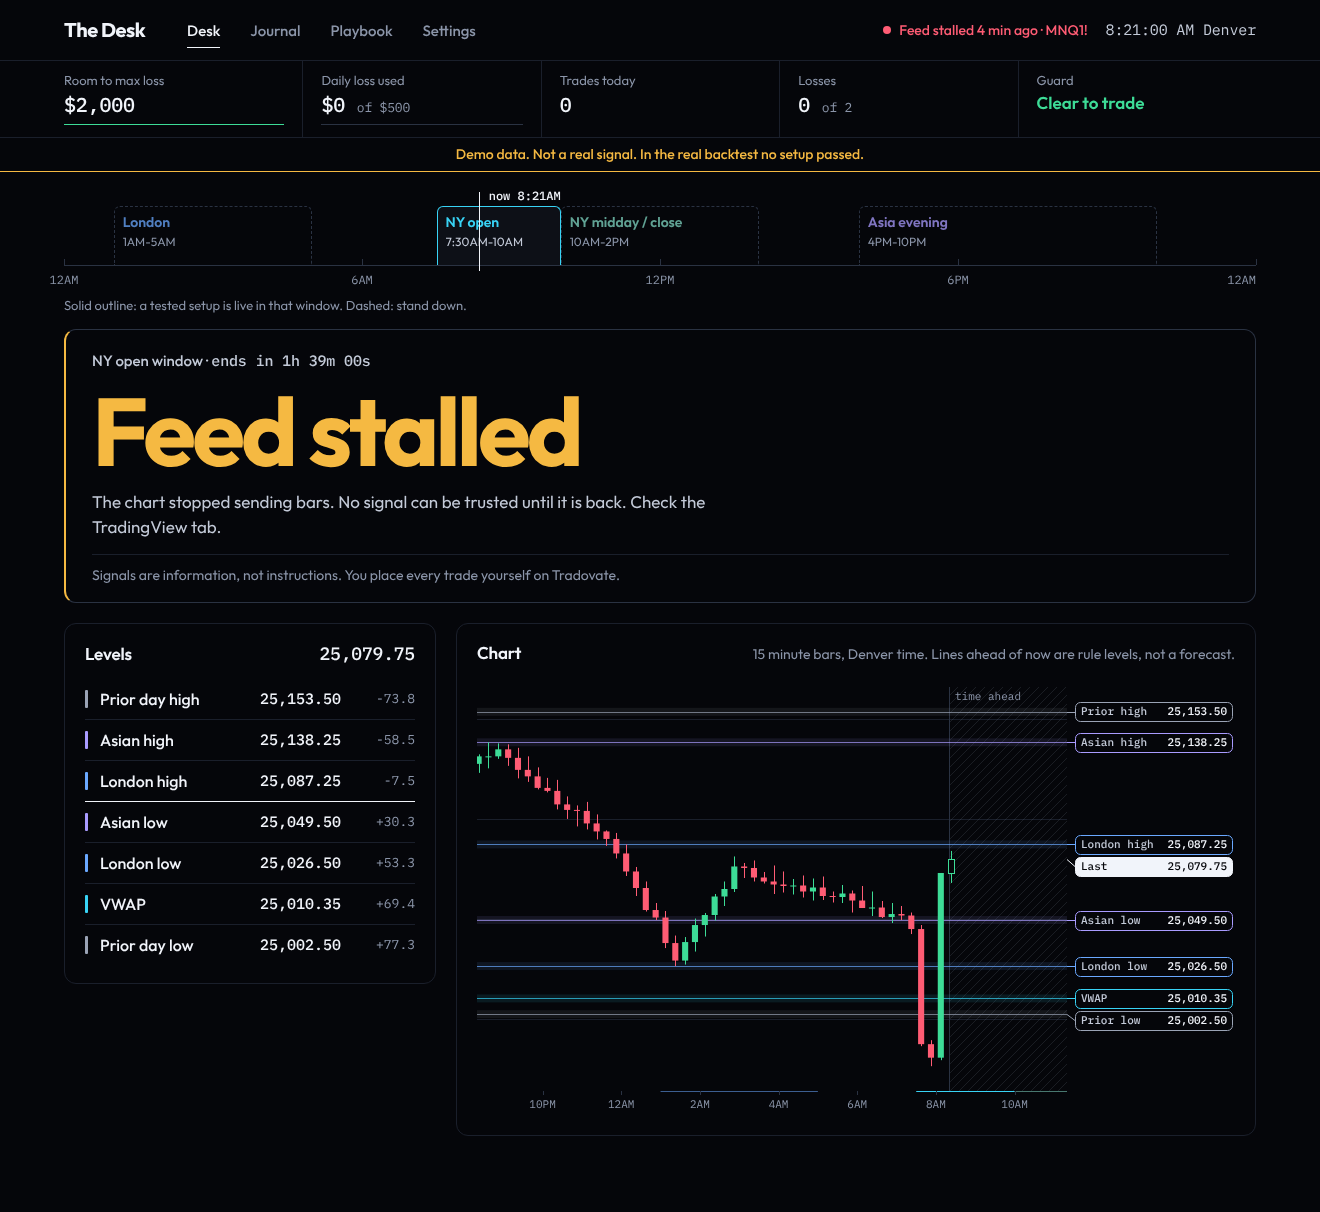 The Desk
Desk
Journal
Playbook
Settings
Feed stalled 4 min ago · MNQ1!
8:21:00 AM Denver
Room to max loss
$2,000
Daily loss used
$0 of $500
Trades today
0
Losses
0 of 2
Guard
Clear to trade
Demo data. Not a real signal. In the real backtest no setup passed.
now 8:21AM
London
1AM-5AM
NY open
7:30AM-10AM
NY midday / close
10AM-2PM
Asia evening
4PM-10PM
12AM
6AM
12PM
6PM
12AM
Solid outline: a tested setup is live in that window. Dashed: stand down.
NY open window · ends in 1h 39m 00s
Feed stalled
The chart stopped sending bars. No signal can be trusted until it is back. Check the
TradingView tab.
Signals are information, not instructions. You place every trade yourself on Tradovate.
Levels
25,079.75
Prior day high 25,153.50 -73.8
Asian high 25,138.25 -58.5
London high 25,087.25 -7.5
Asian low 25,049.50 +30.3
London low 25,026.50 +53.3
VWAP 25,010.35 +69.4
Prior day low 25,002.50 +77.3
Chart
15 minute bars, Denver time. Lines ahead of now are rule levels, not a forecast.
time ahead
Prior high 25,153.50
Asian high 25,138.25
London high 25,087.25
Last 25,079.75
Asian low 25,049.50
London low 25,026.50
VWAP 25,010.35
Prior low 25,002.50
10PM
12AM
2AM
4AM
6AM
8AM
10AM